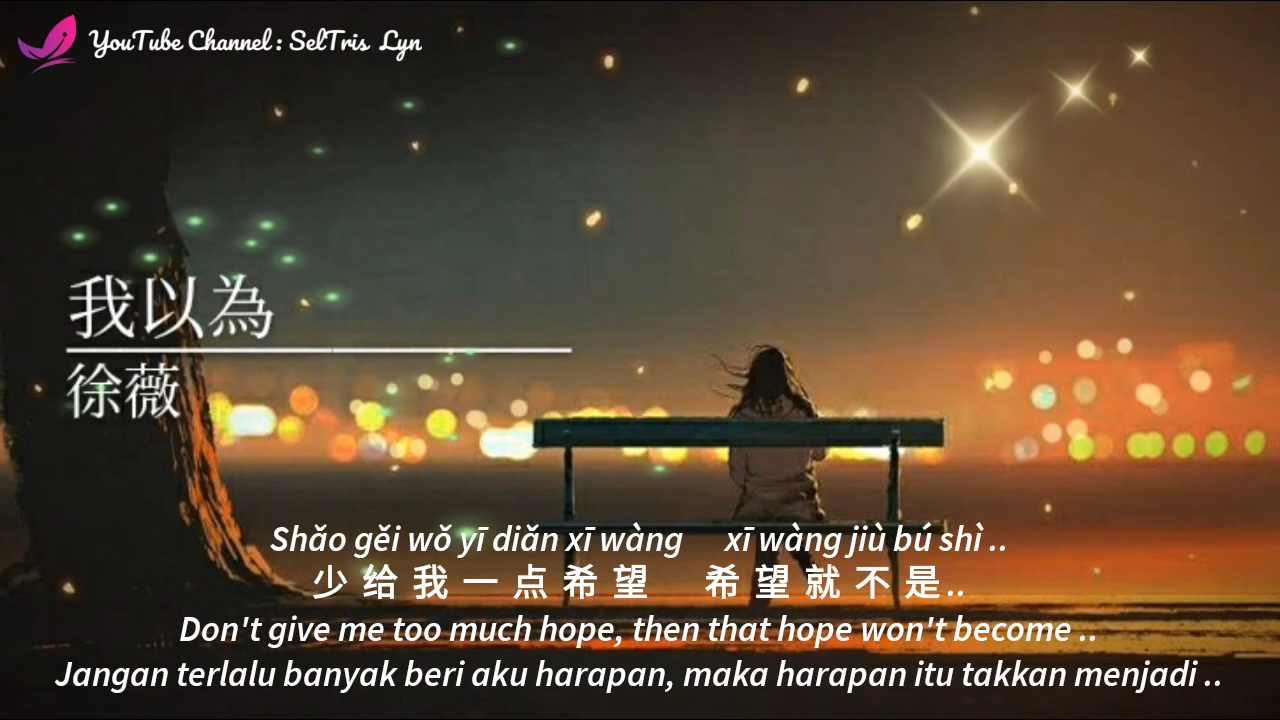 YouTube Channel : SelTris Lyn
我以為
徐薇
Shǎo gěi wǒ yī diǎn xī wàng xī wàng jiù bú shì ..
少 给 我 一 点 希 望 希 望 就 不 是 ..
Don't give me too much hope, then that hope won't become ..
Jangan terlalu banyak beri aku harapan, maka harapan itu takkan menjadi ..